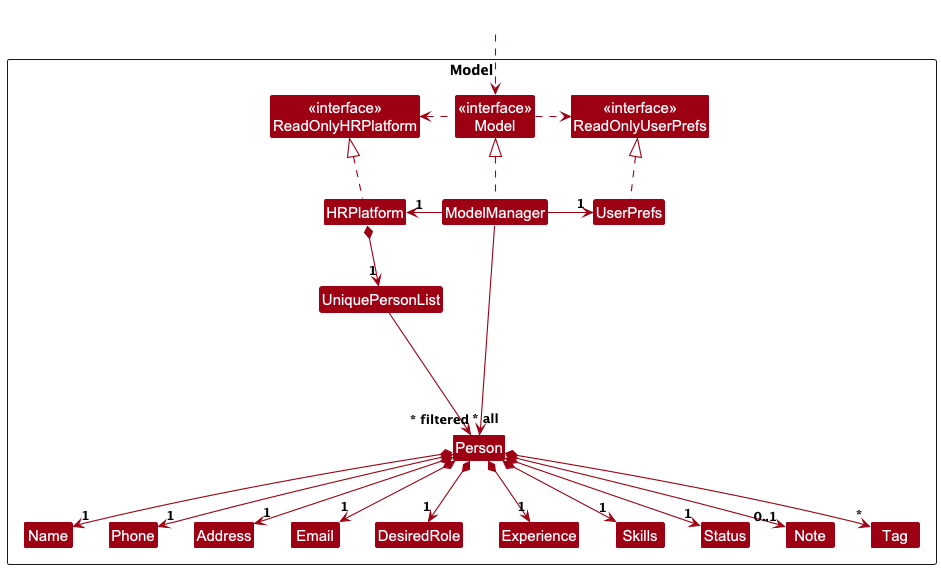 Model
«interface»
ReadOnlyHRPlatform
«interface»
Model
«interface»
ReadOnlyUserPrefs
HRPlatform
1
ModelManager
1
UserPrefs
1
UniquePersonList
* filtered
* all
Person
1
1
1
1
1
1
1
1
0..1
*
Name
Phone
Address
Email
DesiredRole
Experience
Skills
Status
Note
Tag